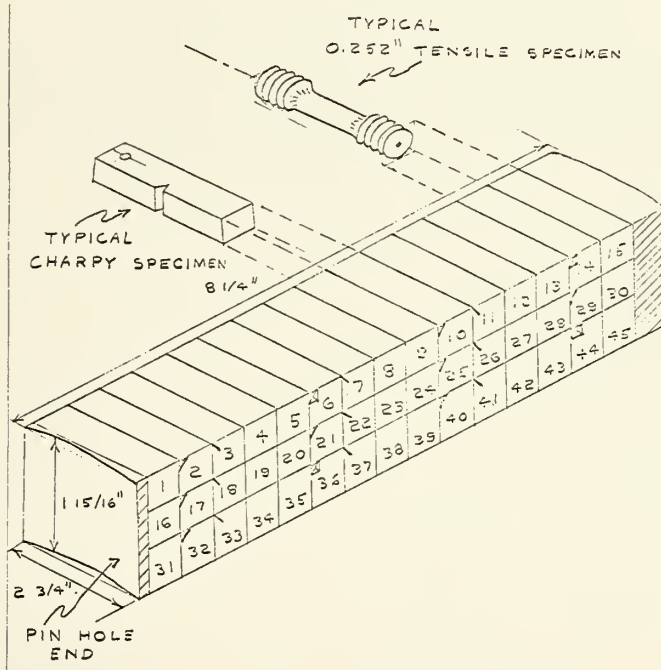 TYPICAL
0.252" TENSILE SPECIMEN
TYPICAL
CHARPY SPECIMEN
8 1/4"
1 2 3 4 5 6 7 8 9 10 11 12 13 14 15
16 17 18 19 20 21 22 23 24 25 26 27 28 29 30
31 32 33 34 35 36 37 38 39 40 41 42 43 44 45
1 15/16"
2 3/4"
PIN HOLE
END